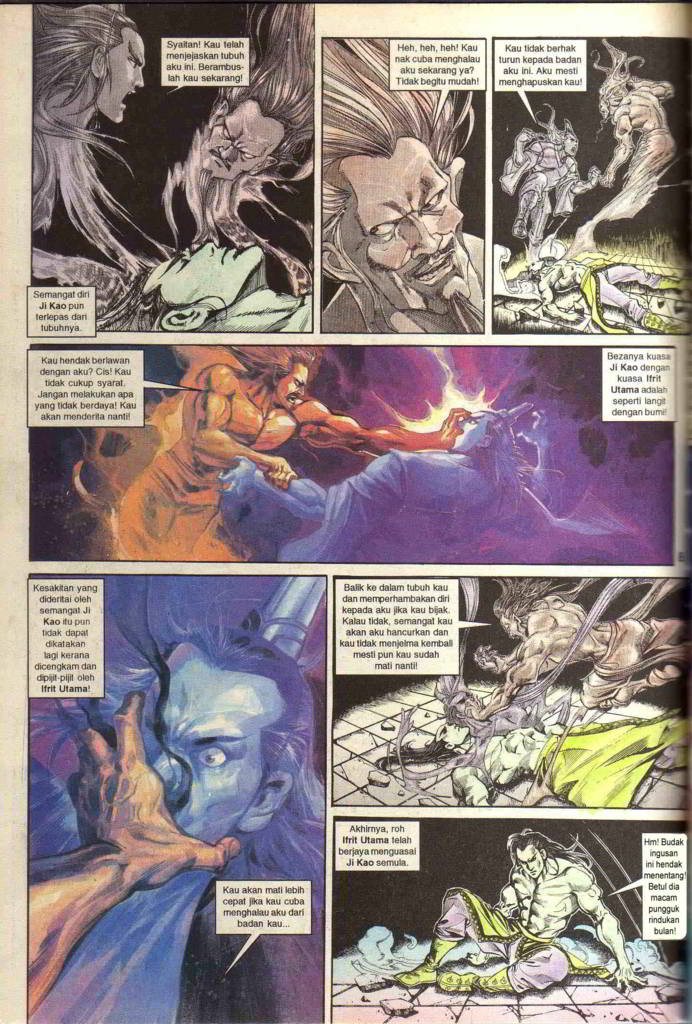 Syaitan! Kau telah
menjejaskan tubuh
aku ini. Berambus-
lah kau sekarang!
Semangat diri
Ji Kao pun
terlepas dari
tubuhnya.
Heh, heh, heh! Kau
nak cuba menghalau
aku sekarang ya?
Tidak begitu mudah!
Kau tidak berhak
turun kepada badan
aku ini. Aku mesti
menghapuskan kau!
Kau hendak berlawan
dengan aku? Cis! Kau
tidak cukup syarat.
Jangan melakukan apa
yang tidak berdaya! Kau
akan menderita nanti!
Bezanya kuasa
Ji Kao dengan
kuasa Ifrit
Utama adalah
seperti langit
dengan bumi!
Kesakitan yang
dideritai oleh
semangat Ji
Kao itu pun
tidak dapat
dikatakan
lagi kerana
dicengkam dan
dipijit-pijit oleh
Ifrit Utama!
Kau akan mati lebih
cepat jika kau cuba
menghalau aku dari
badan kau...
Balik ke dalam tubuh kau
dan memperhambakan diri
kepada aku jika kau bijak.
Kalau tidak, semangat kau
akan aku hancurkan dan
kau tidak menjelma kembali
mesti pun kau sudah
mati nanti!
Akhirnya, roh
Ifrit Utama telah
berjaya menguasai
Ji Kao semula.
Hm! Budak
ingusan
ini hendak
menentang!
Betul dia
macam
pungguk
rindukan
bulan!